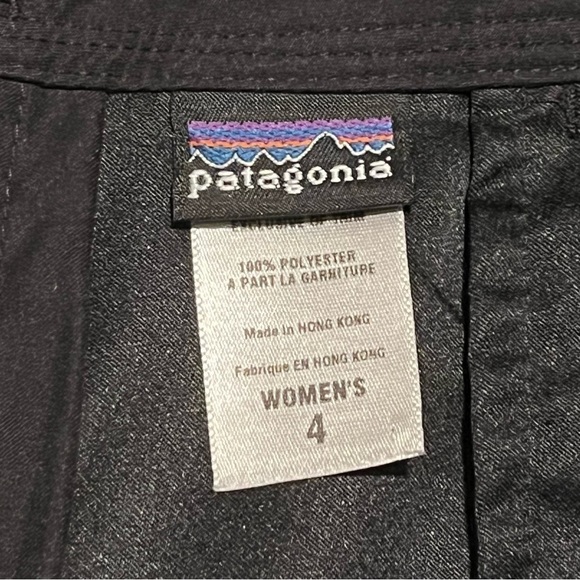 patagonia
100% POLYESTER
A PART LA GARNITURE
Made in HONG KONG
Fabrique EN HONG KONG
WOMEN'S
4